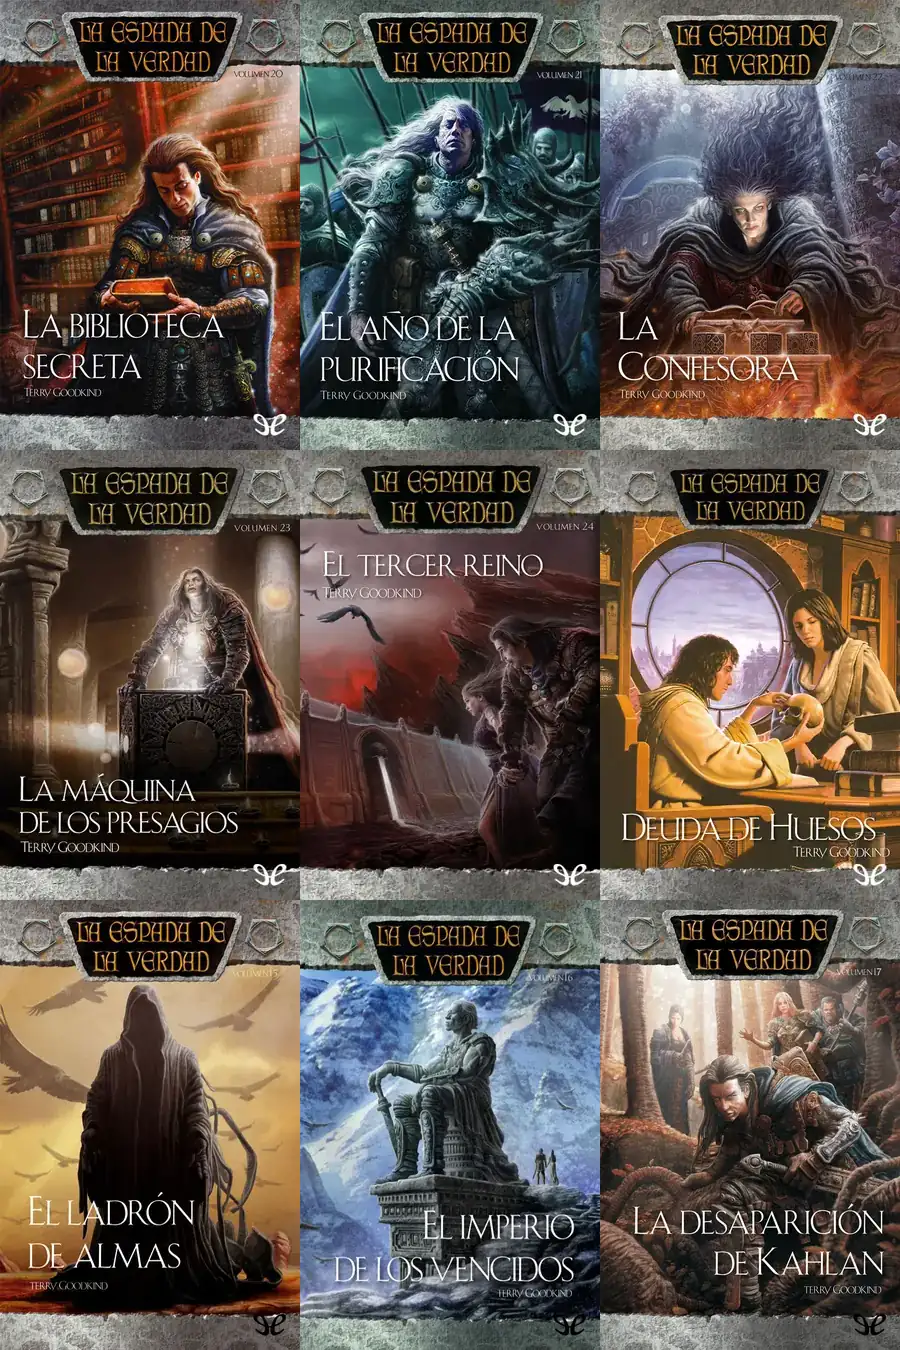 LA ESPADA DE
LA VERDAD
VOLUMEN 20
LA BIBLIOTECA
SECRETA
TERRY GOODKIND
LA ESPADA DE
LA VERDAD
VOLUMEN 21
EL AÑO DE LA
PURIFICACIÓN
TERRY GOODKIND
LA ESPADA DE
LA VERDAD
VOLUMEN 22
LA
CONFESORA
TERRY GOODKIND
LA ESPADA DE
LA VERDAD
VOLUMEN 23
LA MÁQUINA
DE LOS PRESAGIOS
TERRY GOODKIND
LA ESPADA DE
LA VERDAD
VOLUMEN 24
EL TERCER REINO
TERRY GOODKIND
LA ESPADA DE
LA VERDAD
DEUDA DE HUESOS
TERRY GOODKIND
LA ESPADA DE
LA VERDAD
VOLUMEN 15
EL LADRÓN
DE ALMAS
TERRY GOODKIND
LA ESPADA DE
LA VERDAD
VOLUMEN 16
EL IMPERIO
DE LOS VENCIDOS
TERRY GOODKIND
LA ESPADA DE
LA VERDAD
VOLUMEN 17
LA DESAPARICIÓN
DE KAHLAN
TERRY GOODKIND